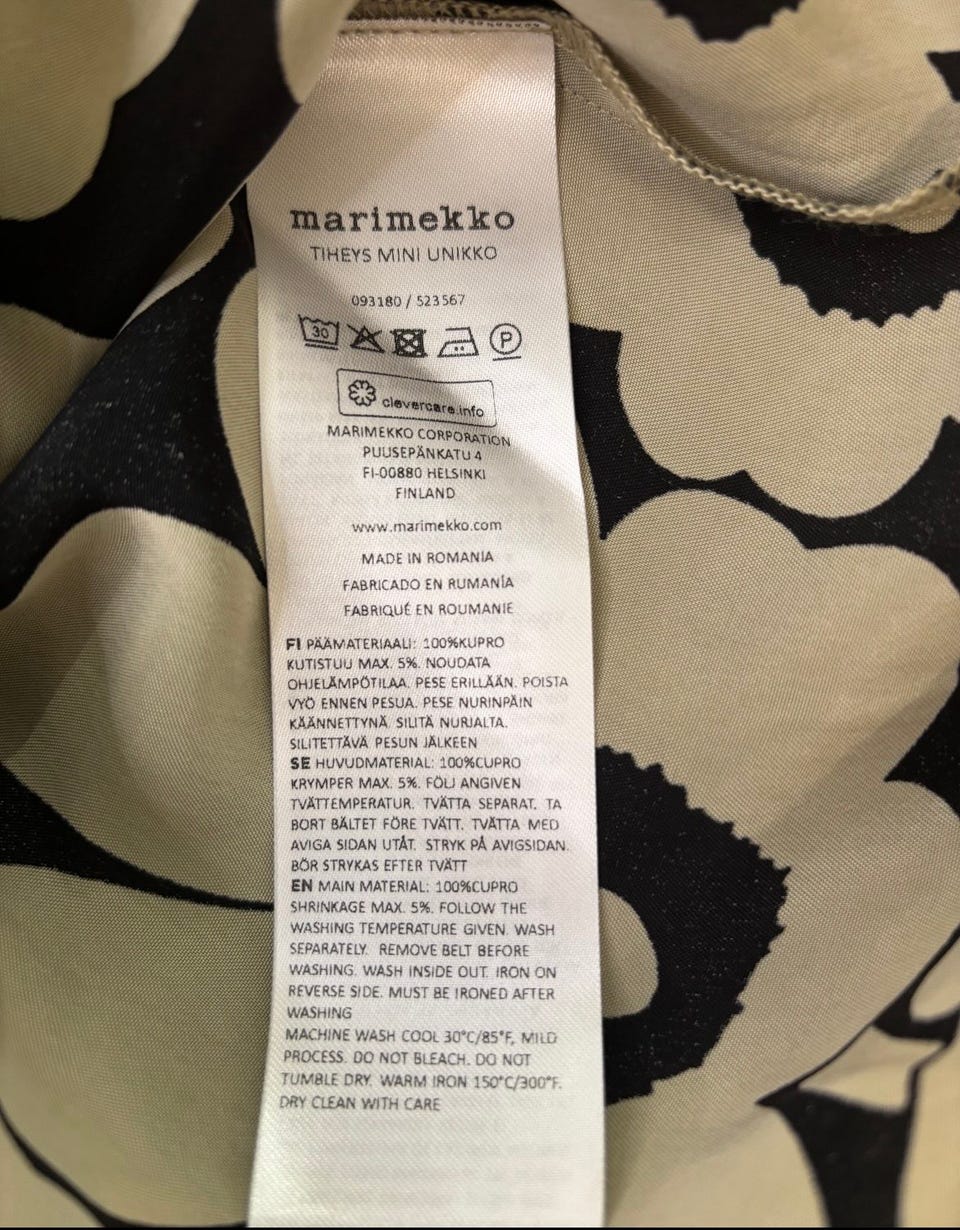 marimekko
TIHEYS MINI UNIKKO
093180 / 523567
30 P
clevercare.info
MARIMEKKO CORPORATION
PUUSEPÄNKATU 4
FI-00880 HELSINKI
FINLAND
www.marimekko.com
MADE IN ROMANIA
FABRICADO EN RUMANÍA
FABRIQUÉ EN ROUMANIE
FI PÄÄMATERIAALI: 100%KUPRO
KUTISTUU MAX. 5%. NOUDATA
OHJELÄMPÖTILAA. PESE ERILLÄÄN. POISTA
VYÖ ENNEN PESUA. PESE NURINPÄIN
KÄÄNNETTYNÄ. SILITÄ NURJALTA.
SILITETTÄVÄ PESUN JÄLKEEN
SE HUVUDMATERIAL: 100%CUPRO
KRYMPER MAX. 5%. FÖLJ ANGIVEN
TVÄTTEMPERATUR. TVÄTTA SEPARAT. TA
BORT BÄLTET FÖRE TVÄTT. TVÄTTA MED
AVIGA SIDAN UTÅT. STRYK PÅ AVIGSIDAN.
BÖR STRYKAS EFTER TVÄTT
EN MAIN MATERIAL: 100%CUPRO
SHRINKAGE MAX. 5%. FOLLOW THE
WASHING TEMPERATURE GIVEN. WASH
SEPARATELY. REMOVE BELT BEFORE
WASHING. WASH INSIDE OUT. IRON ON
REVERSE SIDE. MUST BE IRONED AFTER
WASHING
MACHINE WASH COOL 30°C/85°F, MILD
PROCESS. DO NOT BLEACH. DO NOT
TUMBLE DRY. WARM IRON 150°C/300°F.
DRY CLEAN WITH CARE